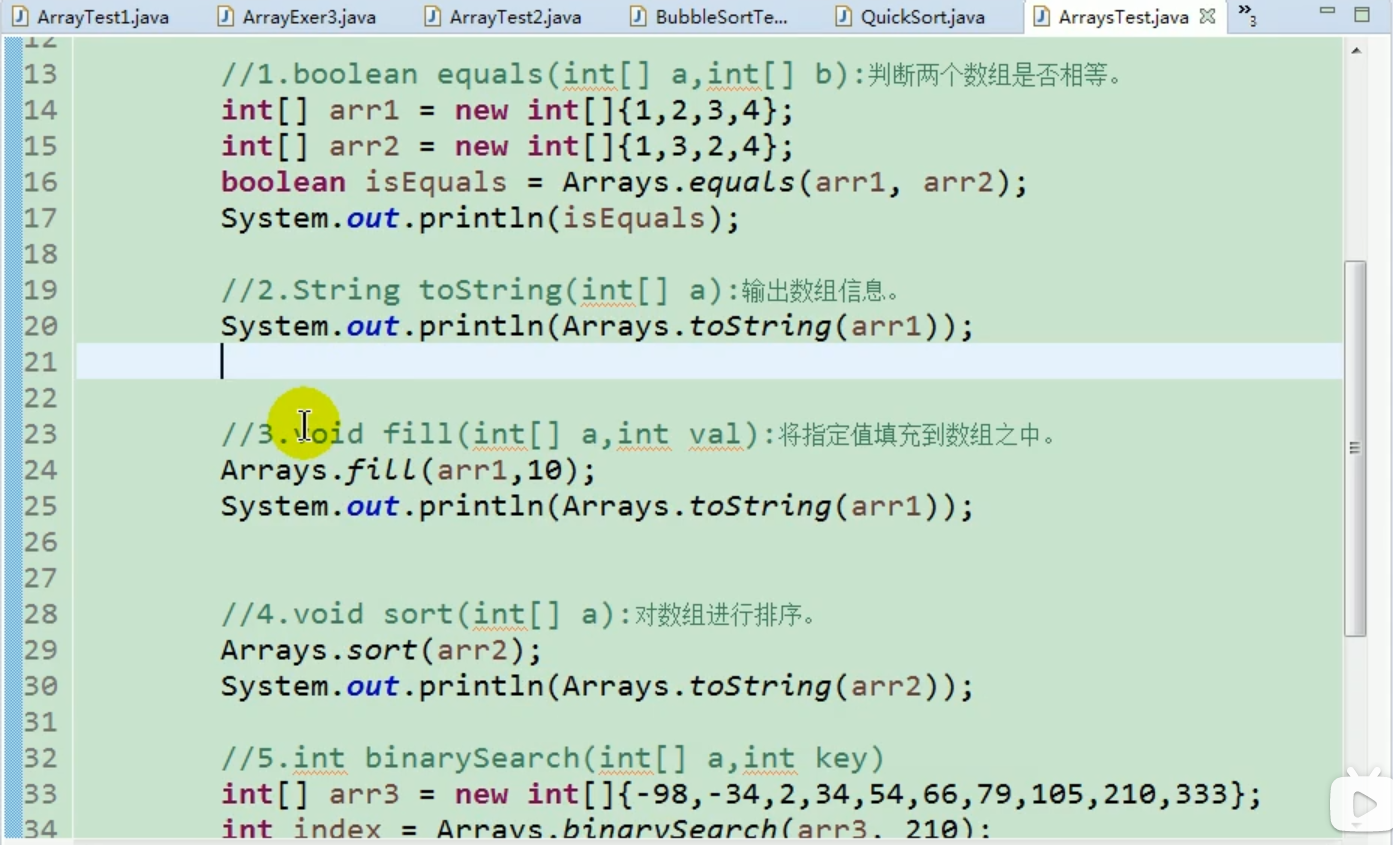 ArrayTest1.java ArrayExer3.java ArrayTest2.java BubbleSortTe... QuickSort.java ArraysTest.java »3
12
13 //1.boolean equals(int[] a,int[] b):判断两个数组是否相等。
14 int[] arr1 = new int[]{1,2,3,4};
15 int[] arr2 = new int[]{1,3,2,4};
16 boolean isEquals = Arrays.equals(arr1, arr2);
17 System.out.println(isEquals);
18
19 //2.String toString(int[] a):输出数组信息。
20 System.out.println(Arrays.toString(arr1));
21
22
23 //3.void fill(int[] a,int val):将指定值填充到数组之中。
24 Arrays.fill(arr1,10);
25 System.out.println(Arrays.toString(arr1));
26
27
28 //4.void sort(int[] a):对数组进行排序。
29 Arrays.sort(arr2);
30 System.out.println(Arrays.toString(arr2));
31
32 //5.int binarySearch(int[] a,int key)
33 int[] arr3 = new int[]{-98,-34,2,34,54,66,79,105,210,333};
34 int index = Arrays.binarySearch(arr3, 210);